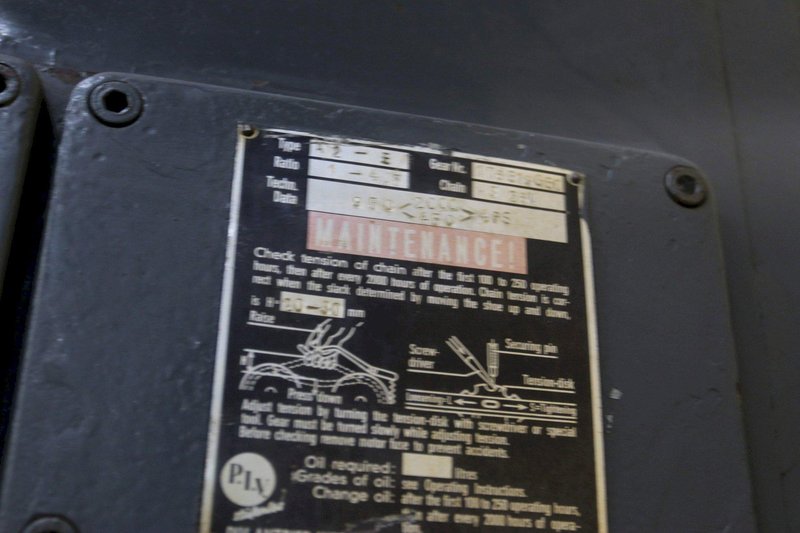 Type
Ratio
Gear Nr.
Techn.
Data
Chain
MAINTENANCE!
Check tension of chain after the first 100 to 250 operating
hours, then after every 2000 hours of operation. Chain tension is cor-
rect when the slack determined by moving the shoe up and down,
is H= mm
Raise
Press down
Screw-
driver
Securing pin
Tension-disk
Loosening-L
S-Tightening
Adjust tension by turning the tension-disk with screwdriver or special
tool. Gear must be turned slowly while adjusting tension.
Before checking remove motor fuse to prevent accidents.
P.I.V.
Oil required: litres
Grades of oil: see Operating Instructions.
Change oil: after the first 100 to 250 operating hours,
after every 2000 hours of opera-